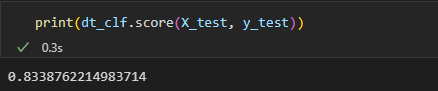 print(dt_clf.score(X_test, y_test))
✓ 0.3s
0.8338762214983714